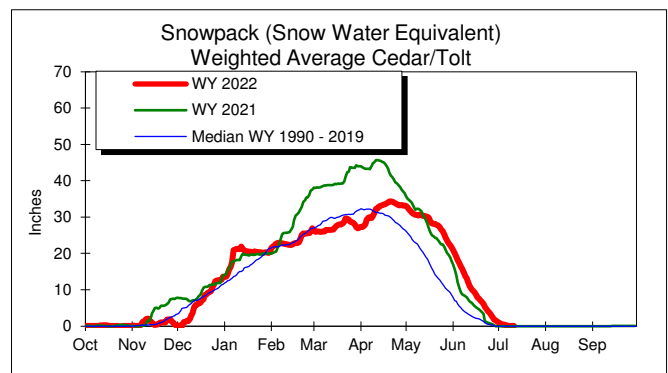 Snowpack (Snow Water Equivalent)
Weighted Average Cedar/Tolt
70
60
50
40
30
20
10
0
Inches
WY 2022
WY 2021
Median WY 1990 - 2019
Oct Nov Dec Jan Feb Mar Apr May Jun Jul Aug Sep